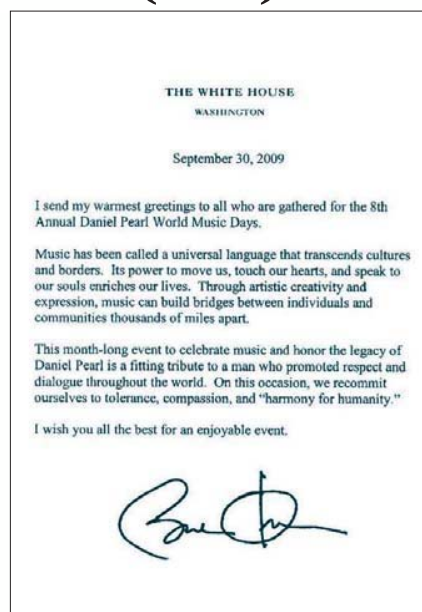 THE WHITE HOUSE
WASHINGTON
September 30, 2009
I send my warmest greetings to all who are gathered for the 8th
Annual Daniel Pearl World Music Days.
Music has been called a universal language that transcends cultures
and borders. Its power to move us, touch our hearts, and speak to
our souls enriches our lives. Through artistic creativity and
expression, music can build bridges between individuals and
communities thousands of miles apart.
This month-long event to celebrate music and honor the legacy of
Daniel Pearl is a fitting tribute to a man who promoted respect and
dialogue throughout the world. On this occasion, we recommit
ourselves to tolerance, compassion, and “harmony for humanity.”
I wish you all the best for an enjoyable event.